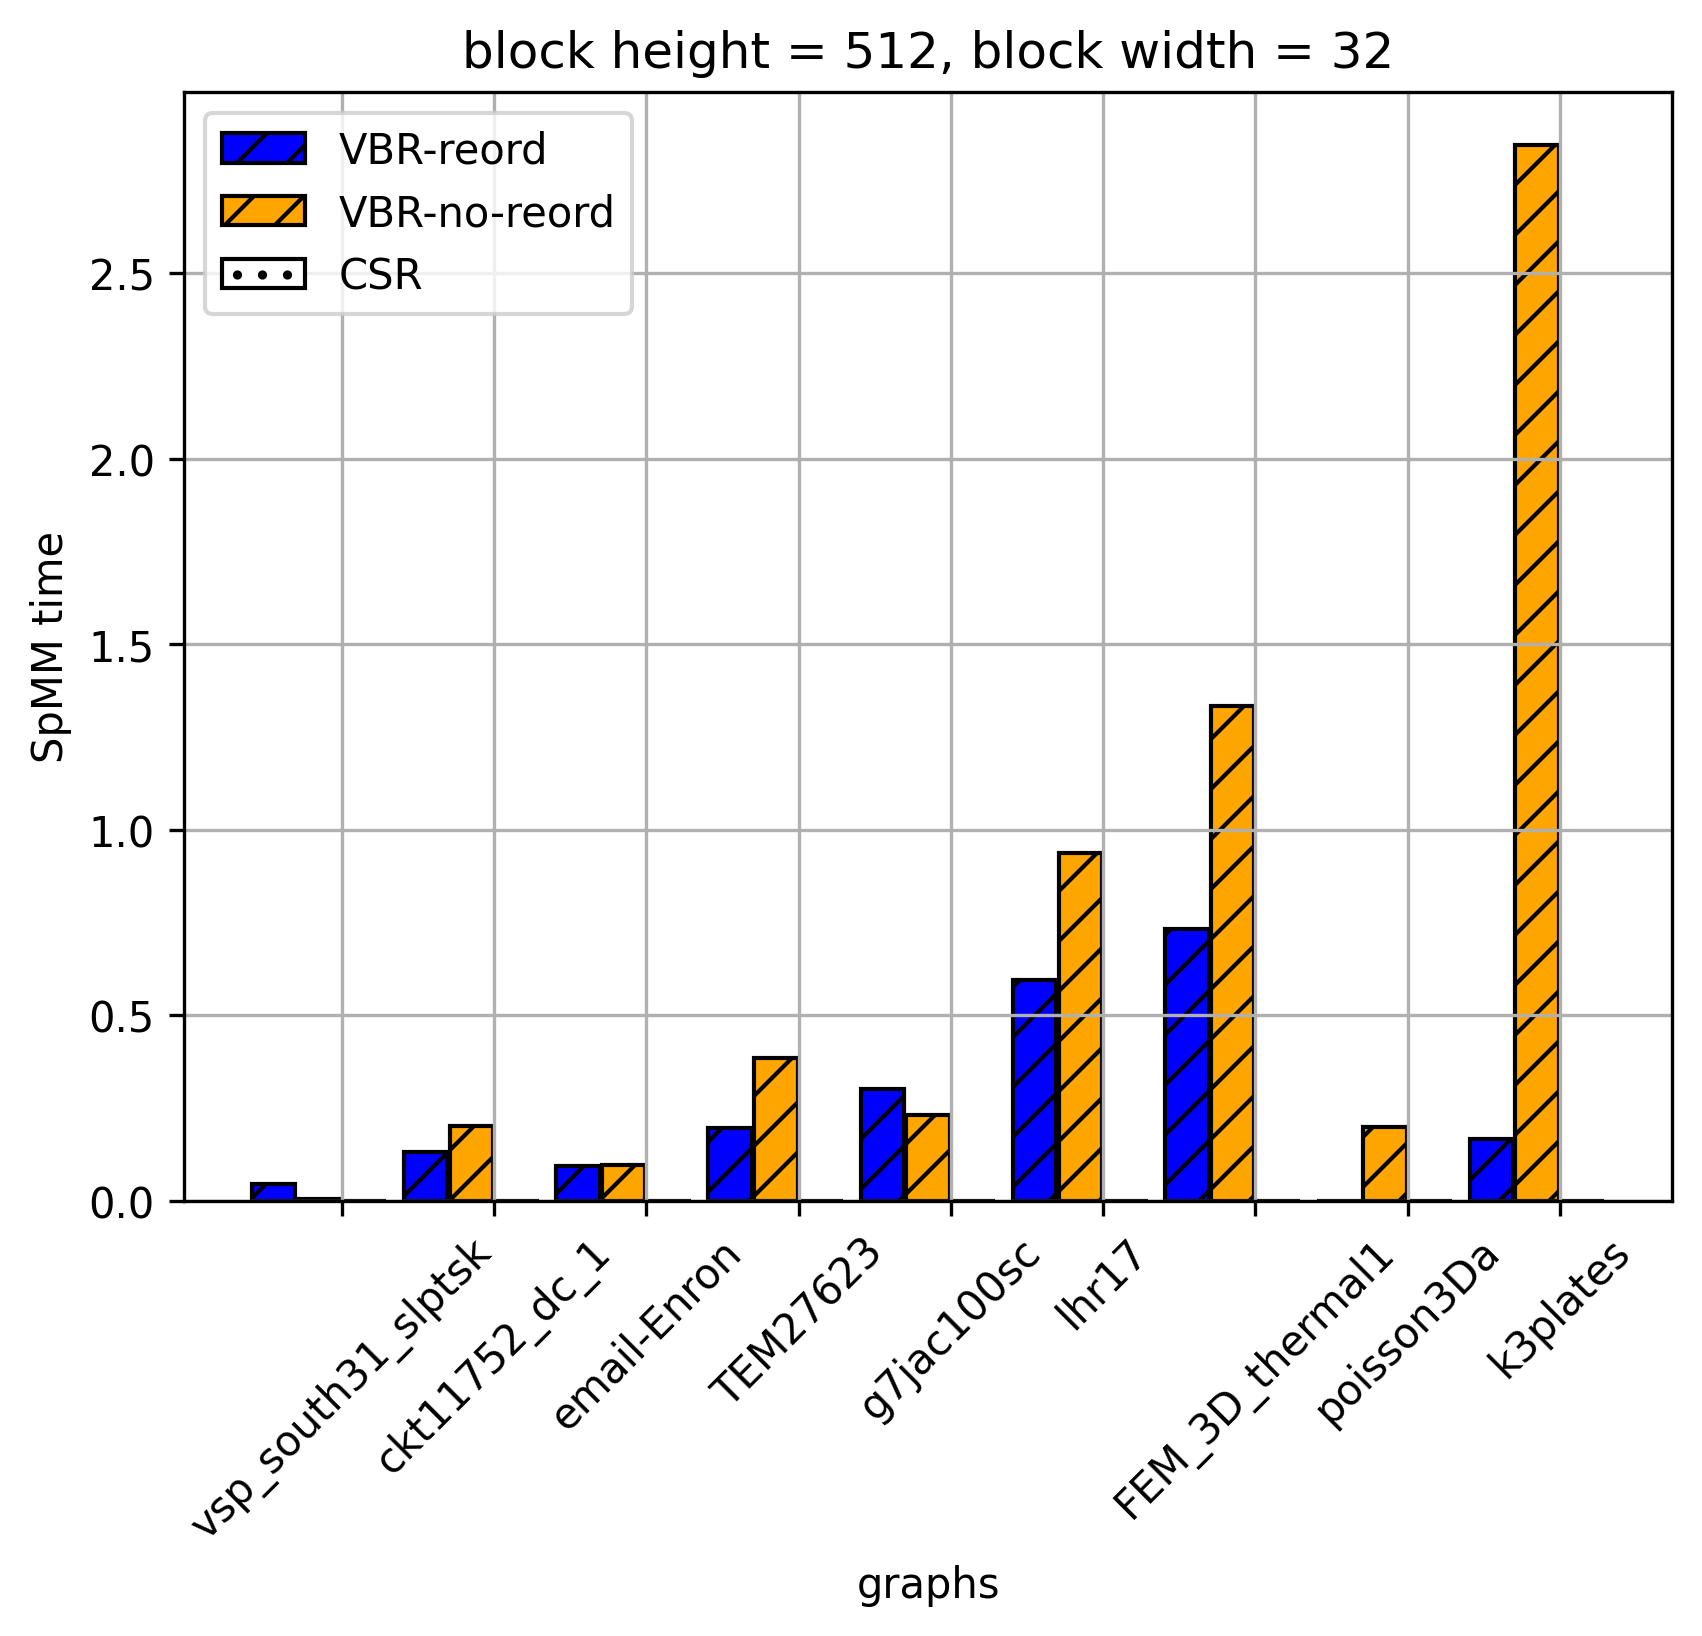 block height = 512, block width = 32
VBR-reord
VBR-no-reord
CSR
SpMM time
2.5
2.0
1.5
1.0
0.5
0.0
vsp_south31_slptsk
ckt11752_dc_1
email-Enron
TEM27623
g7jac100sc
lhr17
FEM_3D_thermal1
poisson3Da
k3plates
graphs